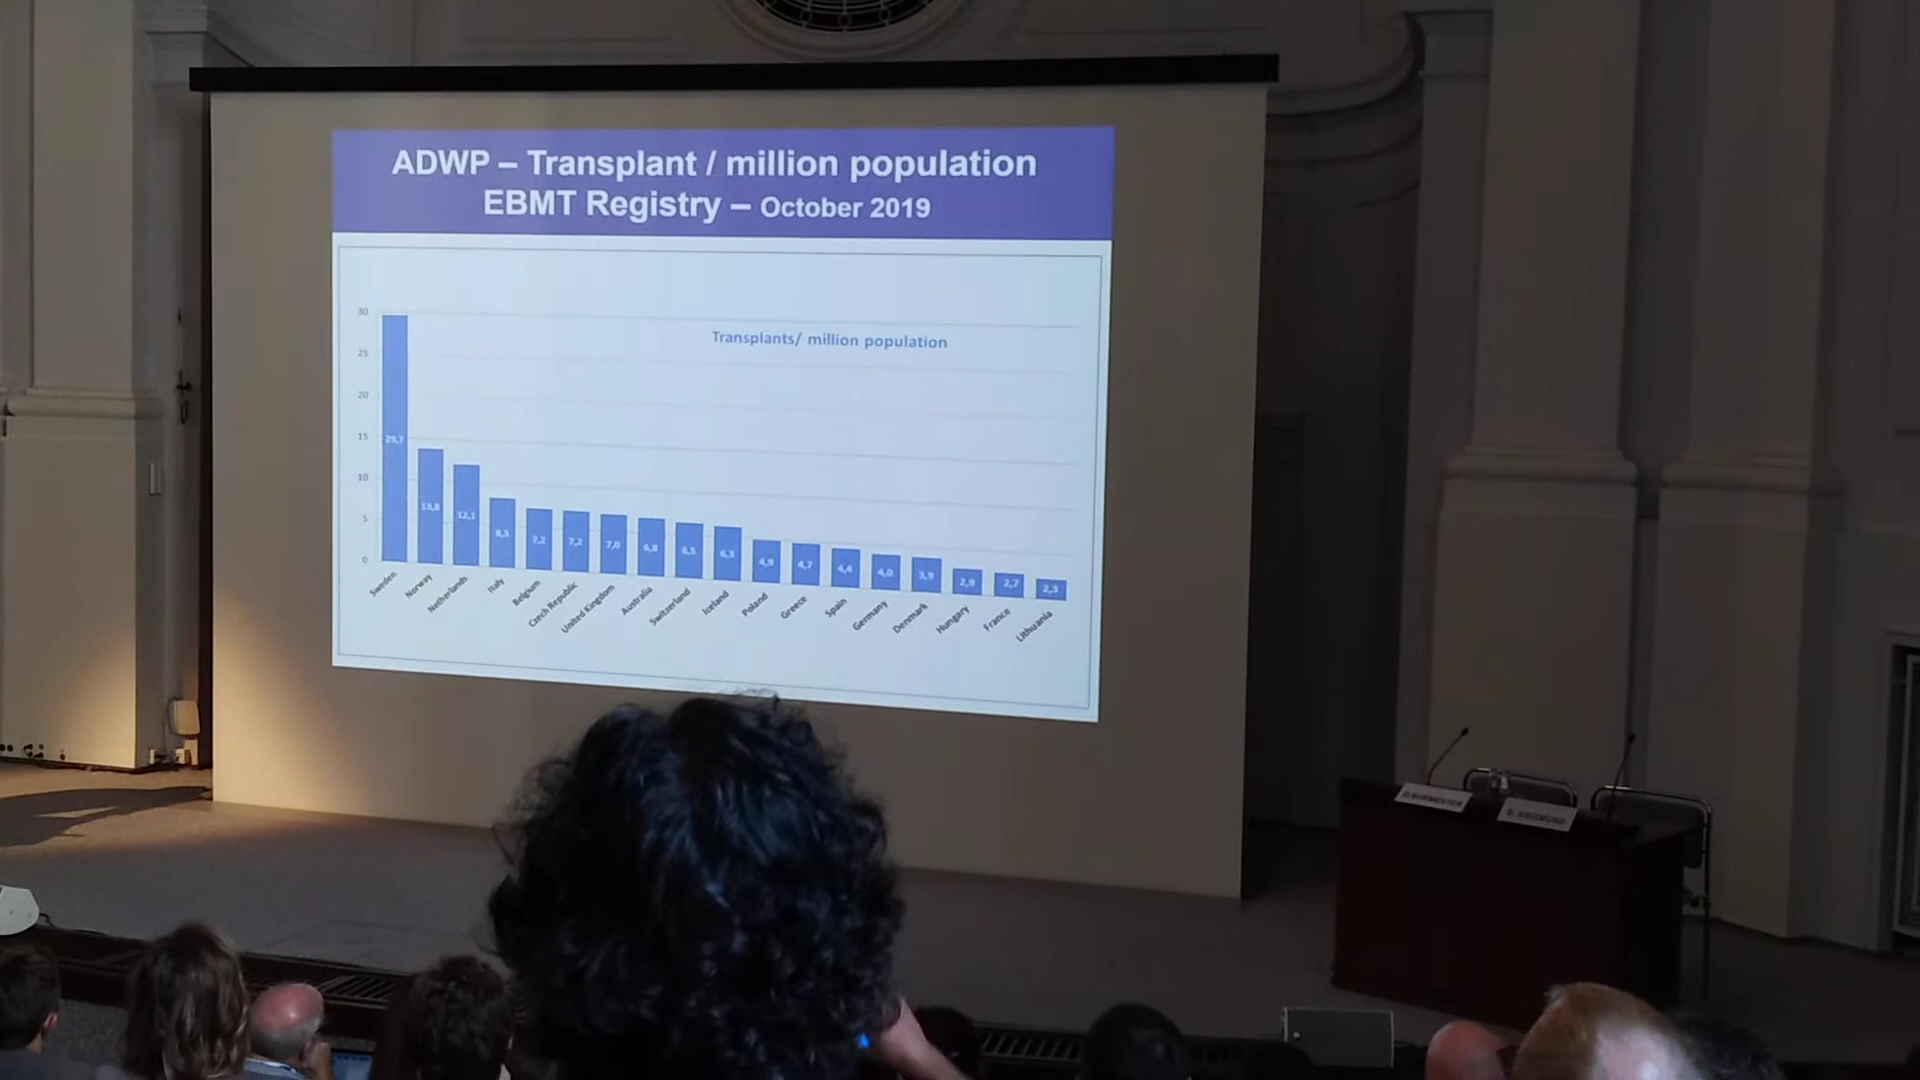 ADWP – Transplant / million population
EBMT Registry – October 2019
Transplants/ million population
30
25
20
15
10
5
0
29,7
13,8
12,1
8,3
7,2
7,2
7,0
6,8
6,5
6,3
4,9
4,7
4,4
4,0
3,9
2,9
2,7
2,3
Sweden
Norway
Netherlands
Italy
Belgium
Czech Republic
United Kingdom
Australia
Switzerland
Iceland
Poland
Greece
Spain
Germany
Denmark
Hungary
France
Lithuania